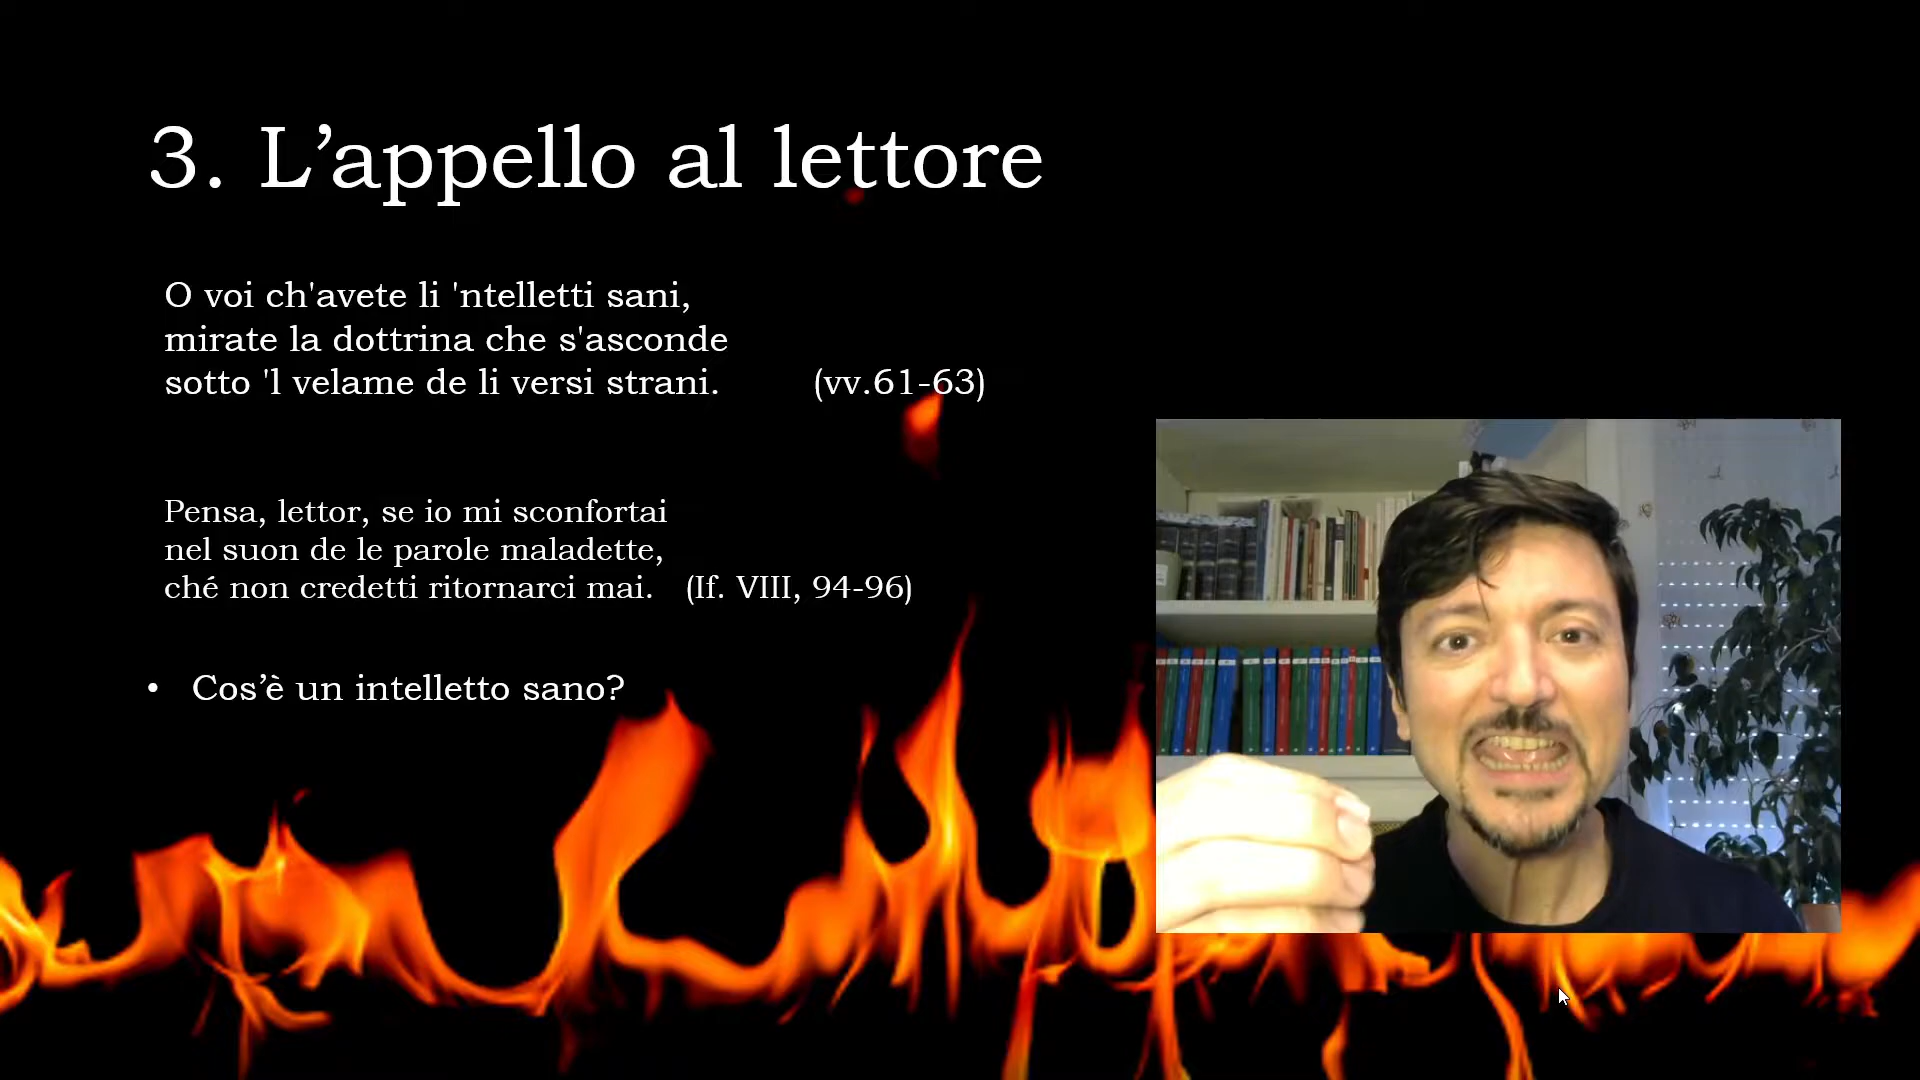 3. L’appello al lettore
O voi ch'avete li 'ntelletti sani,
mirate la dottrina che s'asconde
sotto 'l velame de li versi strani. (vv.61-63)
Pensa, lettor, se io mi sconfortai
nel suon de le parole maladette,
ché non credetti ritornarci mai. (If. VIII, 94-96)
• Cos’è un intelletto sano?